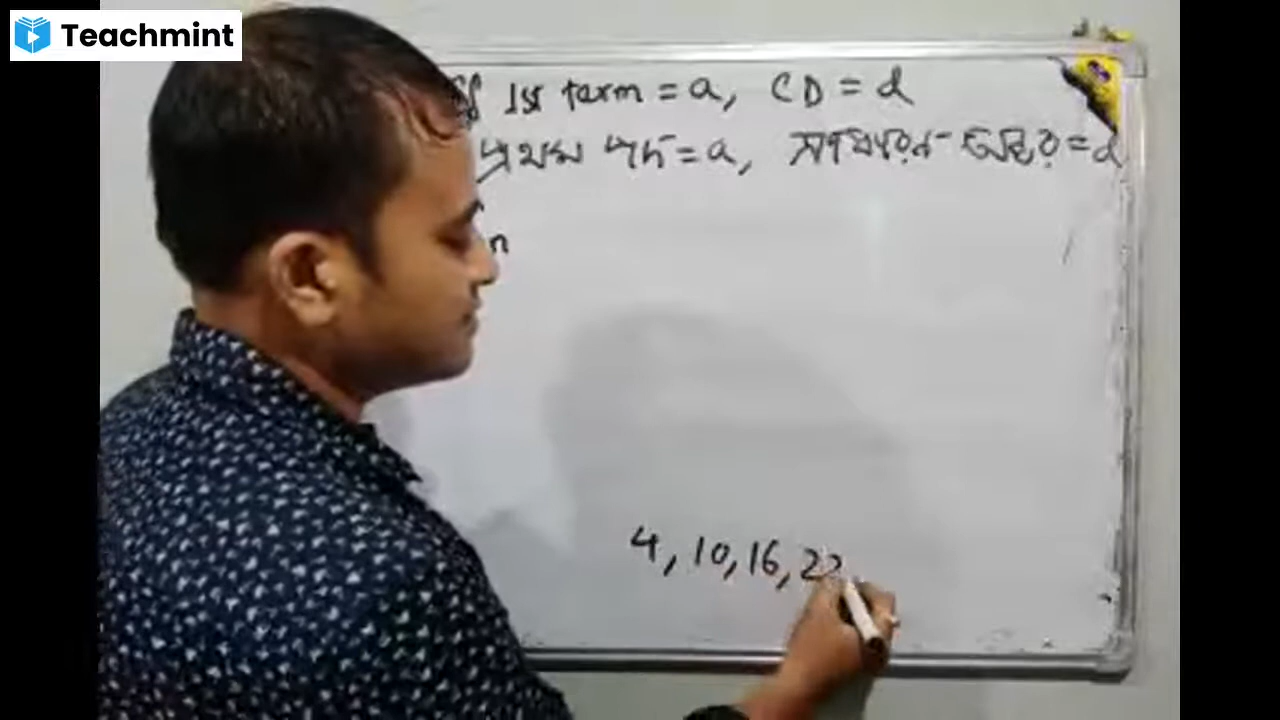 Teachmint
1st term = a, CD = d
প্রথম পদ = a, সাধারণ অন্তর = d
n
4, 10, 16, 22